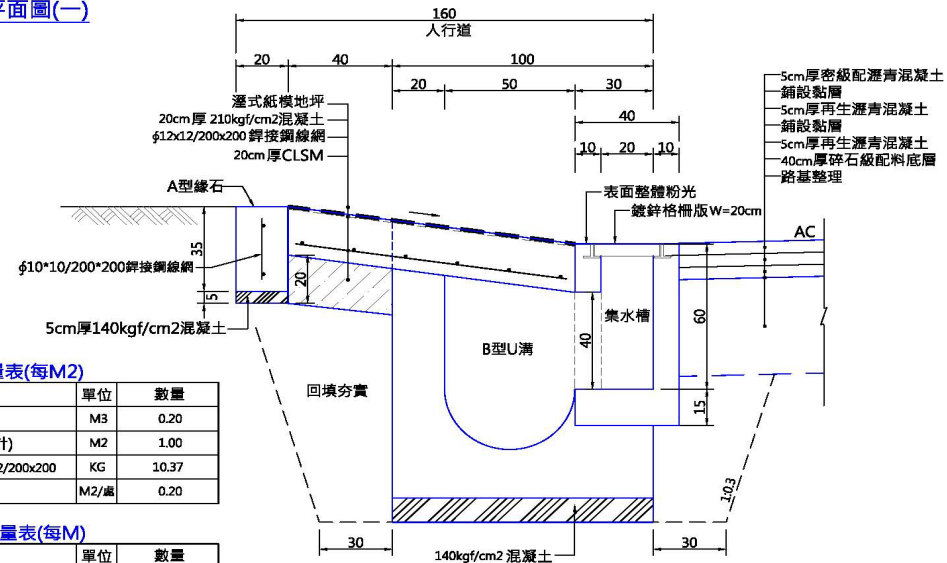 平面圖(一)
160
人行道
20
40
100
20
50
30
40
10
20
10
溼式紙模地坪
20cm厚 210kgf/cm2混凝土
ϕ12x12/200x200 銲接鋼線網
20cm厚CLSM
5cm厚密級配瀝青混凝土
鋪設黏層
5cm厚再生瀝青混凝土
鋪設黏層
5cm厚再生瀝青混凝土
40cm厚碎石級配料底層
路基整理
A型緣石
表面整體粉光
鍍鋅格柵版W=20cm
AC
35
ϕ10*10/200*200銲接鋼線網
20
5
5cm厚140kgf/cm2混凝土
集水槽
60
40
B型U溝
15
回填夯實
量表(每M2)
單位 數量
M3 0.20
計) M2 1.00
2/200x200 KG 10.37
M2/處 0.20
1:0.3
30
140kgf/cm2 混凝土
30
量表(每M)
單位 數量